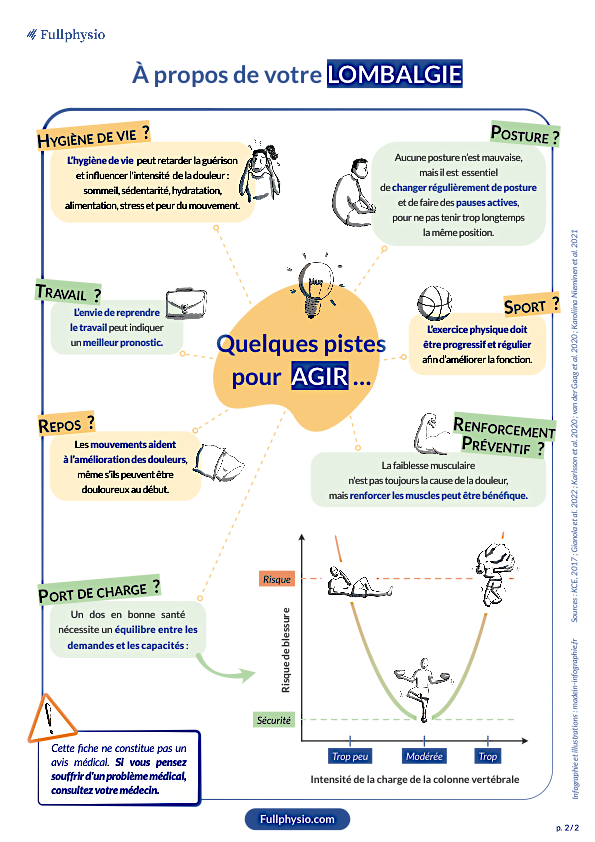 Fullphysio
À propos de votre LOMBALGIE
HYGIÈNE DE VIE ?
L'hygiène de vie peut retarder la guérison
et influencer l'intensité de la douleur :
sommeil, sédentarité, hydratation,
alimentation, stress et peur du mouvement.
POSTURE ?
Aucune posture n'est mauvaise,
mais il est essentiel
de changer régulièrement de posture
et de faire des pauses actives,
pour ne pas tenir trop longtemps
la même position.
TRAVAIL ?
L'envie de reprendre
le travail peut indiquer
un meilleur pronostic.
Quelques pistes
pour AGIR ...
SPORT ?
L'exercice physique doit
être progressif et régulier
afin d'améliorer la fonction.
REPOS ?
Les mouvements aident
à l'amélioration des douleurs,
même s'ils peuvent être
douloureux au début.
RENFORCEMENT
PRÉVENTIF ?
La faiblesse musculaire
n'est pas toujours la cause de la douleur,
mais renforcer les muscles peut être bénéfique.
PORT DE CHARGE ?
Un dos en bonne santé
nécessite un équilibre entre les
demandes et les capacités :
Risque
Risque de blessure
Sécurité
Trop peu
Modérée
Trop
Intensité de la charge de la colonne vertébrale
Cette fiche ne constitue pas un
avis médical. Si vous pensez
souffrir d'un problème médical,
consultez votre médecin.
Fullphysio.com
p. 2/2
Infographie et illustrations : modein-infographie.fr
Sources : KCE, 2017 ; Gianola et al. 2022 ; Karlsson et al. 2020 ; van der Gaag et al. 2020 ; Karoliina Nieminen et al. 2021